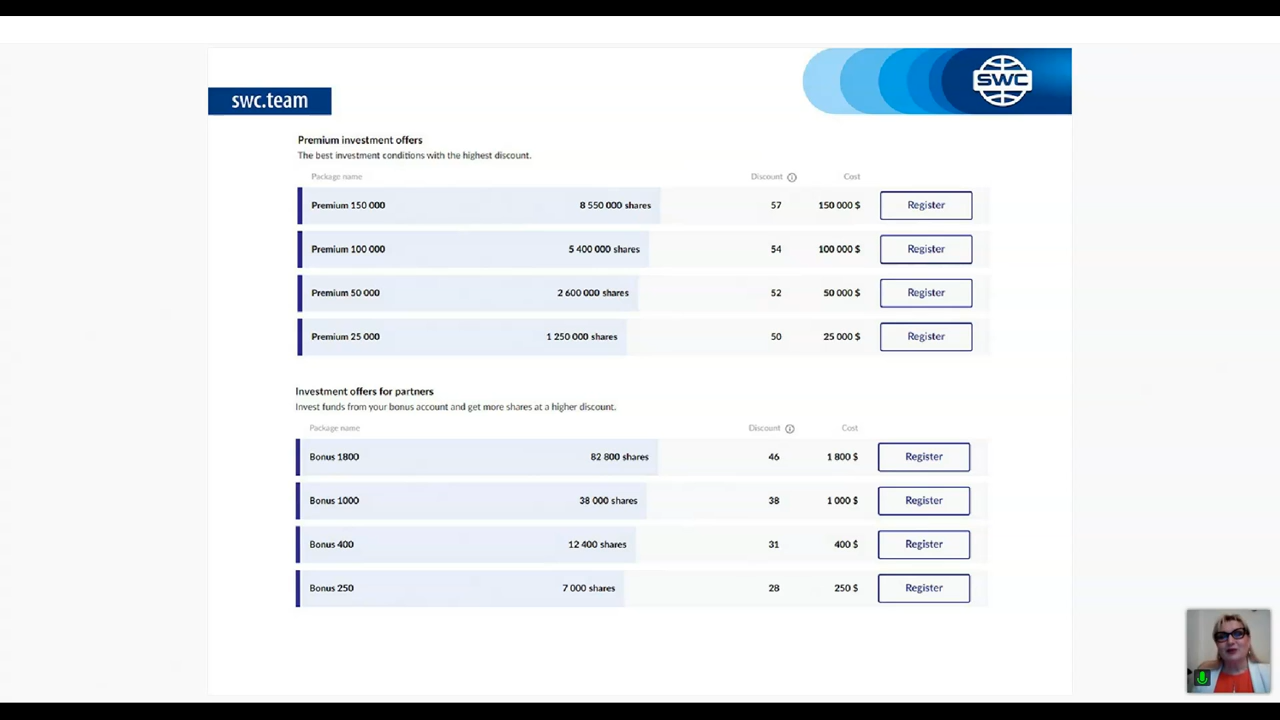 swc.team
SWC
Premium investment offers
The best investment conditions with the highest discount.
Package name Discount Cost
Premium 150 000 8 550 000 shares 57 150 000 $ Register
Premium 100 000 5 400 000 shares 54 100 000 $ Register
Premium 50 000 2 600 000 shares 52 50 000 $ Register
Premium 25 000 1 250 000 shares 50 25 000 $ Register
Investment offers for partners
Invest funds from your bonus account and get more shares at a higher discount.
Package name Discount Cost
Bonus 1800 82 800 shares 46 1 800 $ Register
Bonus 1000 38 000 shares 38 1 000 $ Register
Bonus 400 12 400 shares 31 400 $ Register
Bonus 250 7 000 shares 28 250 $ Register